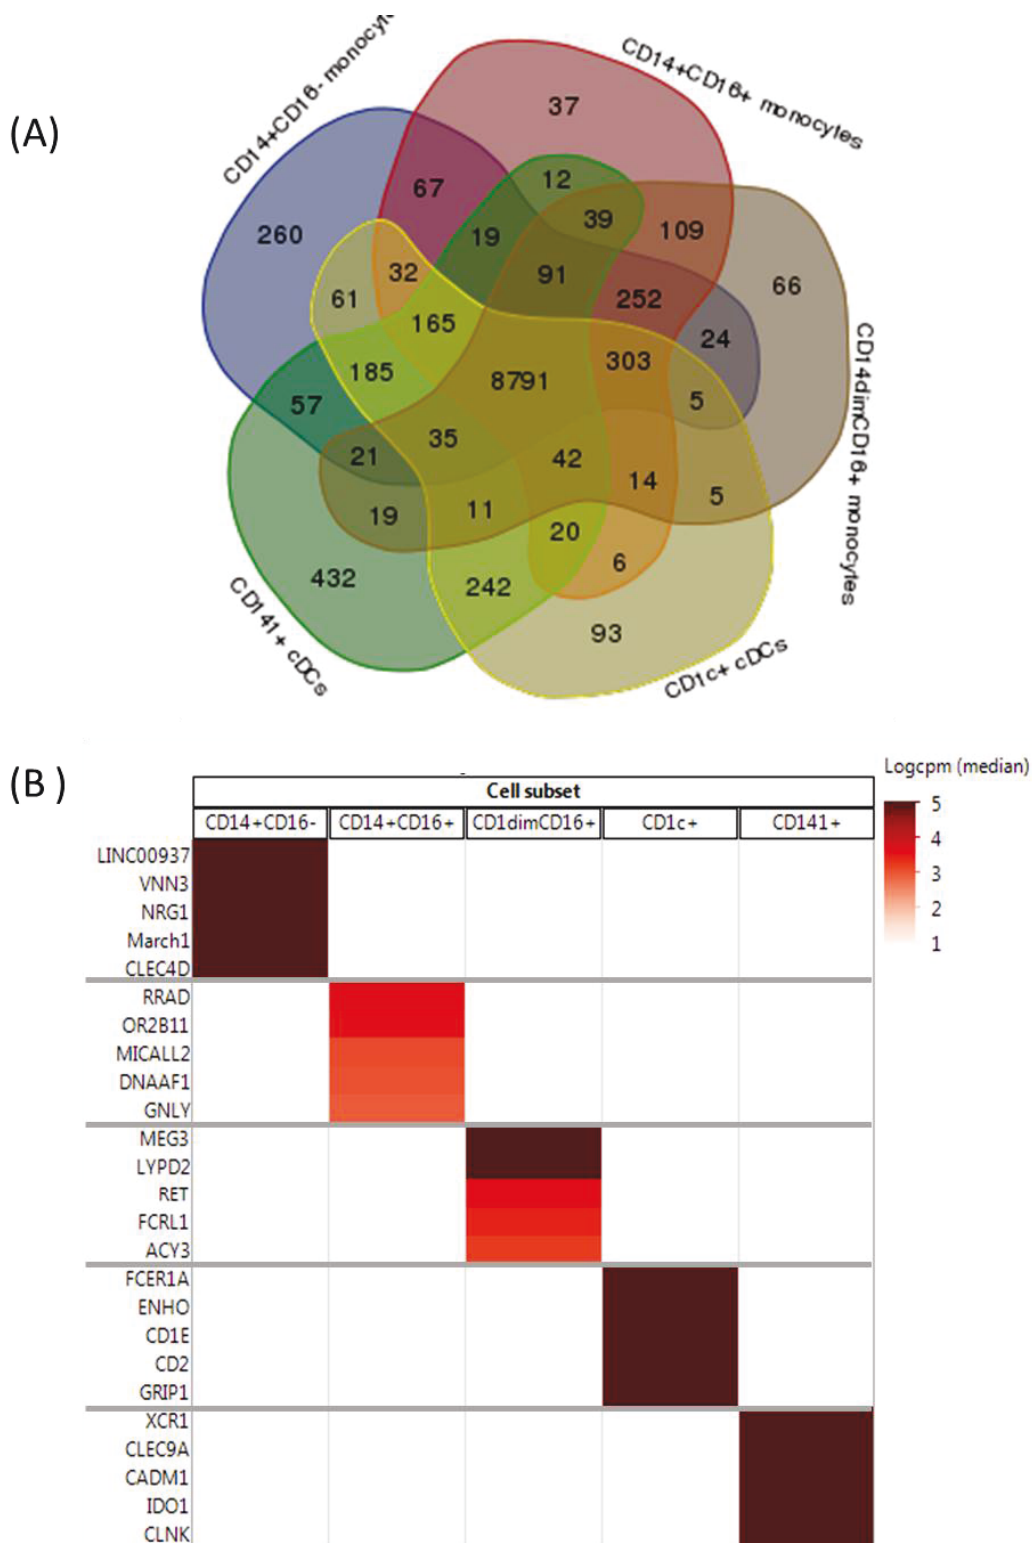 (A)
CD14+CD16- monocyte
CD14+CD16+ monocytes
37
67
12
39
109
260
19
66
32
91
252
61
24
165
303
185
8791
5
57
35
21
42
14
5
19
11
20
432
242
6
93
CD14dimCD16+ monocytes
CD141+ cDCs
CD1c+ cDCs
(B )
Logcpm (median)
Cell subset
CD14+CD16-
CD14+CD16+
CD1dimCD16+
CD1c+
CD141+
5
4
3
2
1
LINC00937
VNN3
NRG1
March1
CLEC4D
RRAD
OR2B11
MICALL2
DNAAF1
GNLY
MEG3
LYPD2
RET
FCRL1
ACY3
FCER1A
ENHO
CD1E
CD2
GRIP1
XCR1
CLEC9A
CADM1
IDO1
CLNK